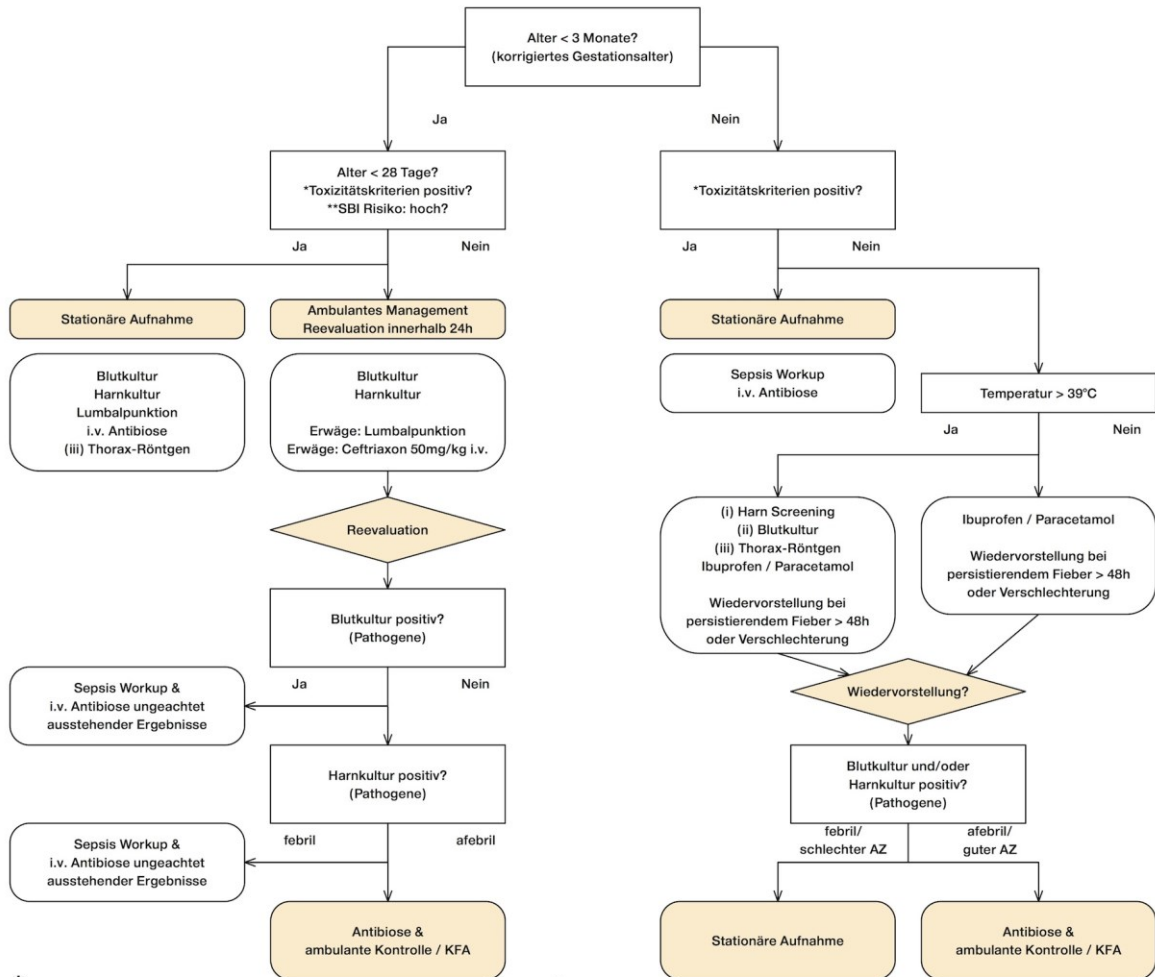 Alter < 3 Monate?
(korrigiertes Gestationsalter)
Ja
Nein
Alter < 28 Tage?
*Toxizitätskriterien positiv?
**SBI Risiko: hoch?
*Toxizitätskriterien positiv?
Ja
Nein
Ja
Nein
Stationäre Aufnahme
Ambulantes Management
Reevaluation innerhalb 24h
Stationäre Aufnahme
Blutkultur
Harnkultur
Lumbalpunktion
i.v. Antibiose
(iii) Thorax-Röntgen
Blutkultur
Harnkultur
Erwäge: Lumbalpunktion
Erwäge: Ceftriaxon 50mg/kg i.v.
Sepsis Workup
i.v. Antibiose
Temperatur > 39°C
Ja
Nein
Reevaluation
(i) Harn Screening
(ii) Blutkultur
(iii) Thorax-Röntgen
Ibuprofen / Paracetamol
Wiedervorstellung bei
persistierendem Fieber > 48h
oder Verschlechterung
Ibuprofen / Paracetamol
Wiedervorstellung bei
persistierendem Fieber > 48h
oder Verschlechterung
Blutkultur positiv?
(Pathogene)
Ja
Nein
Sepsis Workup &
i.v. Antibiose ungeachtet
ausstehender Ergebnisse
Wiedervorstellung?
Harnkultur positiv?
(Pathogene)
Blutkultur und/oder
Harnkultur positiv?
(Pathogene)
febril
afebril
febril/
schlechter AZ
afebril/
guter AZ
Sepsis Workup &
i.v. Antibiose ungeachtet
ausstehender Ergebnisse
Antibiose &
ambulante Kontrolle / KFA
Stationäre Aufnahme
Antibiose &
ambulante Kontrolle / KFA